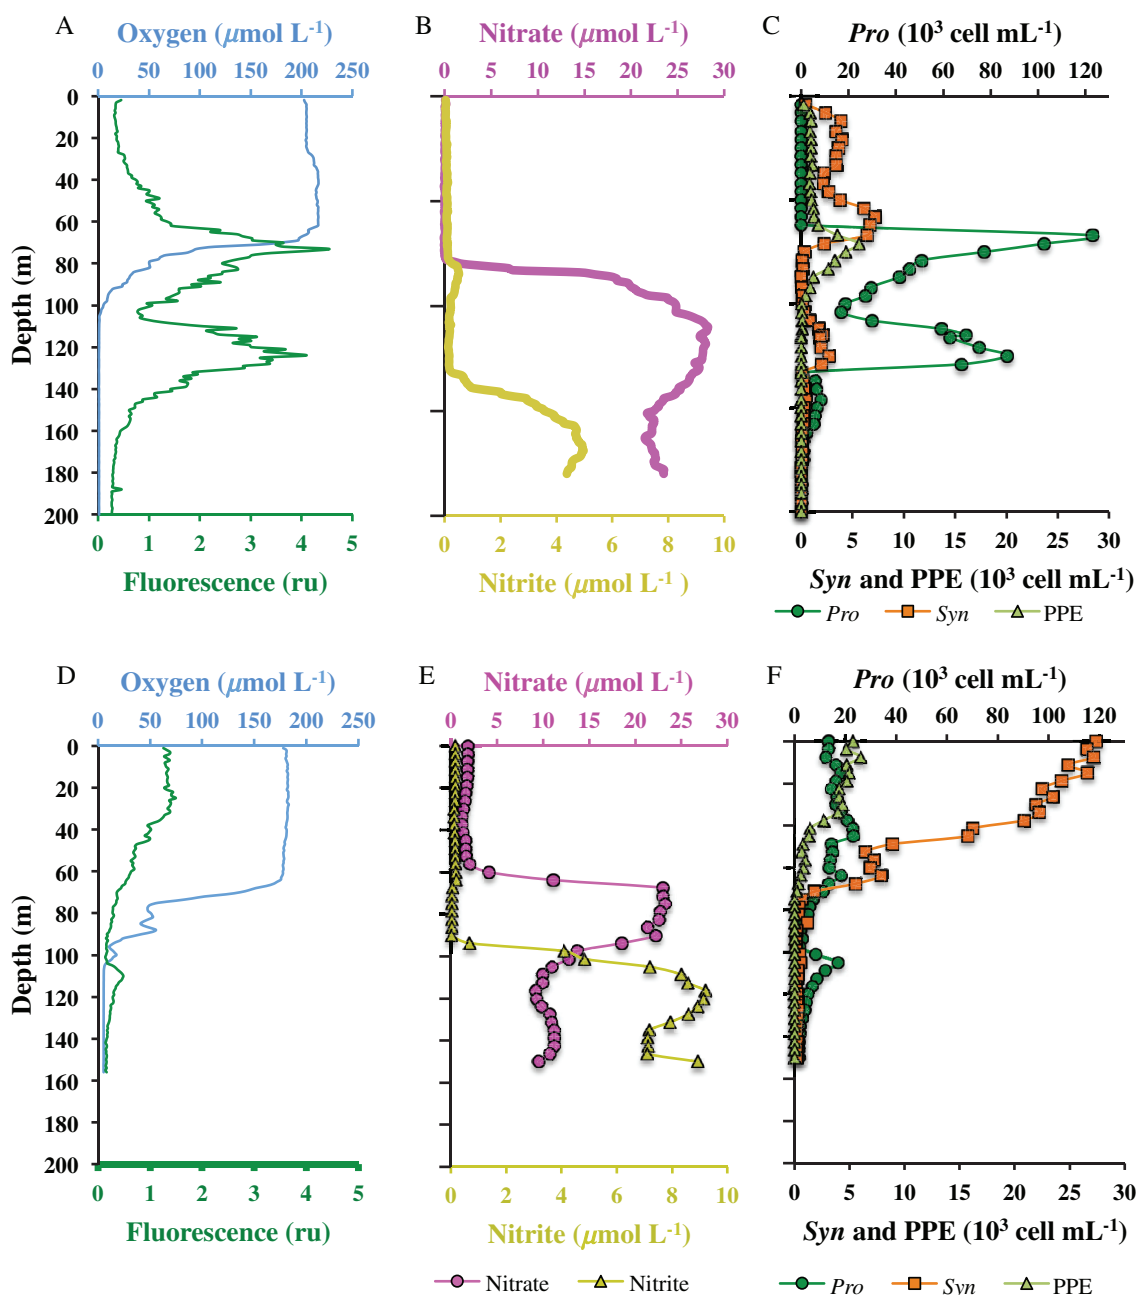 A
Oxygen (μmol L-1)
0 50 100 150 200 250
Depth (m)
0
20
40
60
80
100
120
140
160
180
200
0 1 2 3 4 5
Fluorescence (ru)
B
Nitrate (μmol L-1)
0 5 10 15 20 25 30
0 2 4 6 8 10
Nitrite (μmol L-1)
C
Pro (10³ cell mL-1)
0 20 40 60 80 100 120
0 5 10 15 20 25 30
Syn and PPE (10³ cell mL-1)
Pro Syn PPE
D
Oxygen (μmol L-1)
0 50 100 150 200 250
Depth (m)
0
20
40
60
80
100
120
140
160
180
200
0 1 2 3 4 5
Fluorescence (ru)
E
Nitrate (μmol L-1)
0 5 10 15 20 25 30
0 2 4 6 8 10
Nitrite (μmol L-1)
Nitrate Nitrite
F
Pro (10³ cell mL-1)
0 20 40 60 80 100 120
0 5 10 15 20 25 30
Syn and PPE (10³ cell mL-1)
Pro Syn PPE